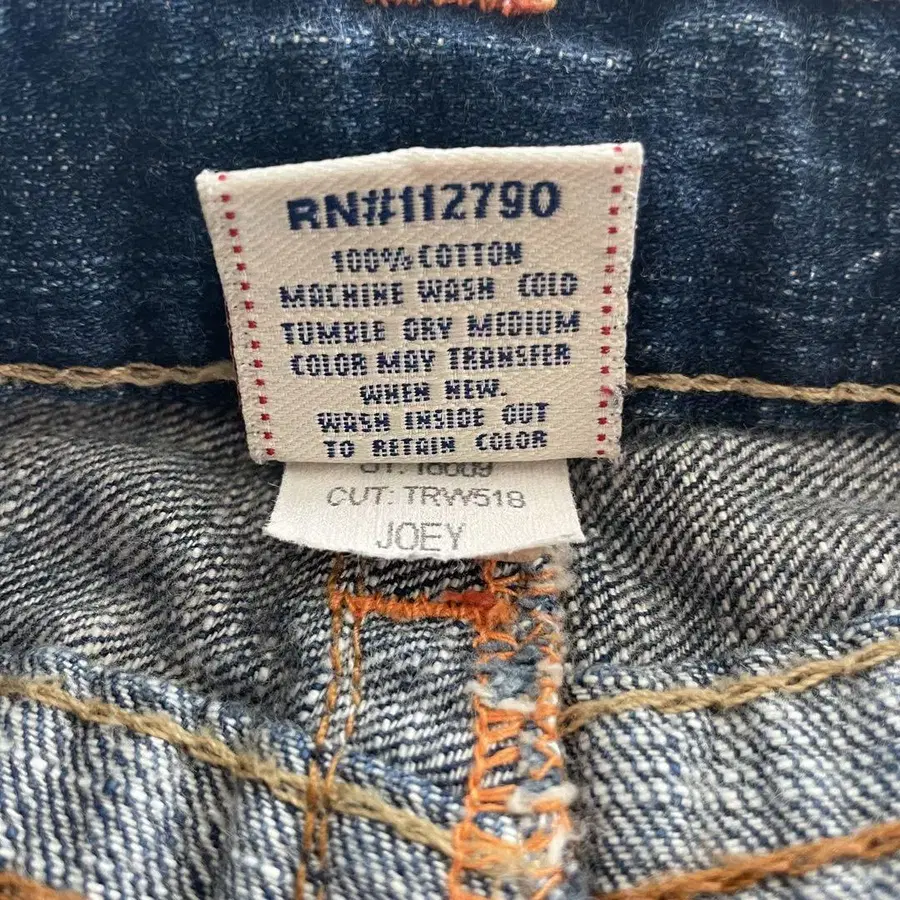 RN#112790
100% COTTON
MACHINE WASH COLD
TUMBLE DRY MEDIUM
COLOR MAY TRANSFER
WHEN NEW.
WASH INSIDE OUT
TO RETAIN COLOR
CUT: TRW518
JOEY